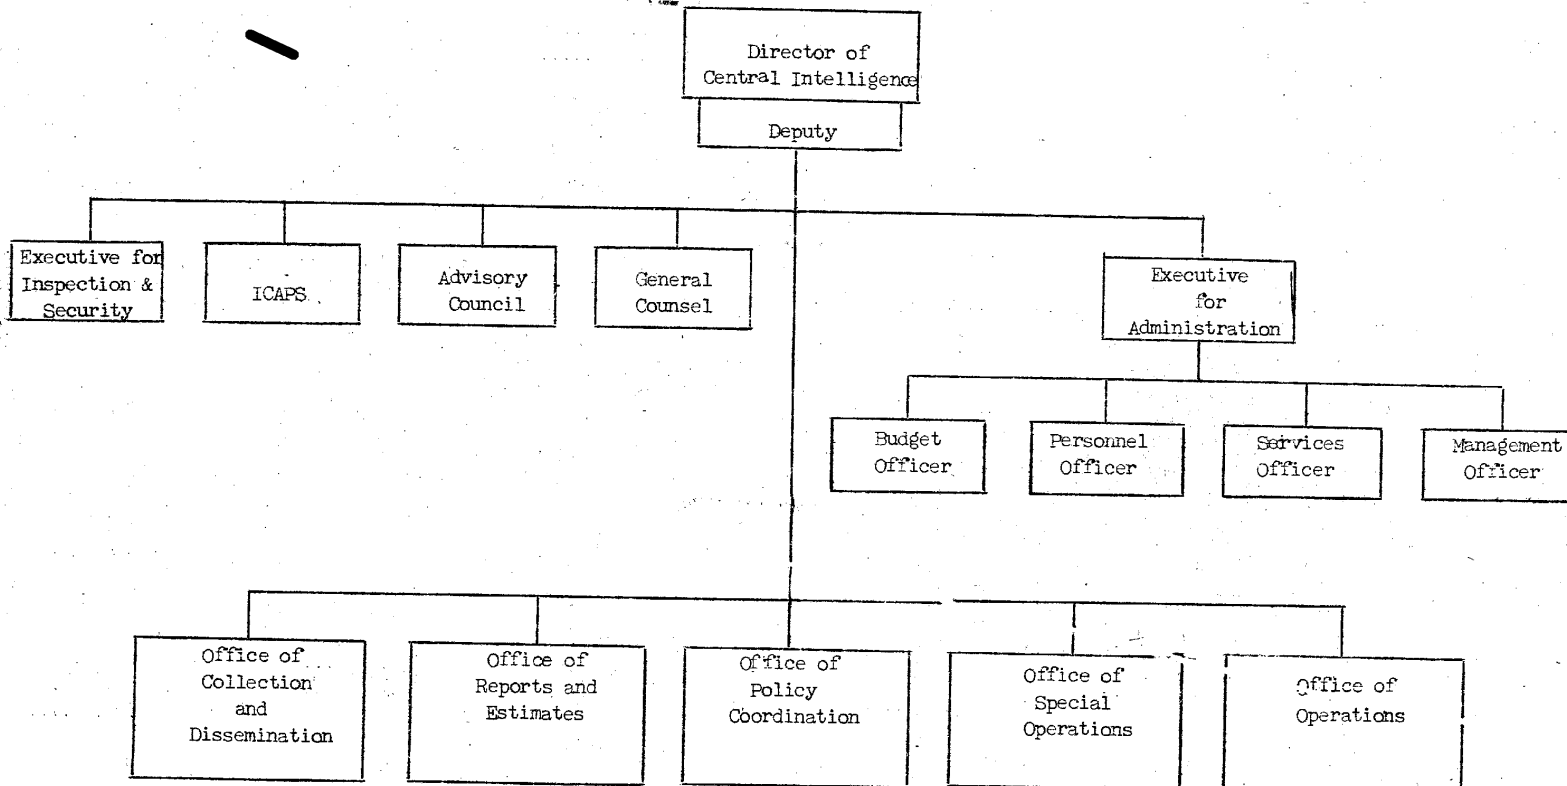 Director of
Central Intelligence
Deputy
Executive for
Inspection &
Security
ICAPS
Advisory
Council
General
Counsel
Executive
for
Administration
Budget
Officer
Personnel
Officer
Services
Officer
Management
Officer
Office of
Collection
and
Dissemination
Office of
Reports and
Estimates
Office of
Policy
Coordination
Office of
Special
Operations
Office of
Operations